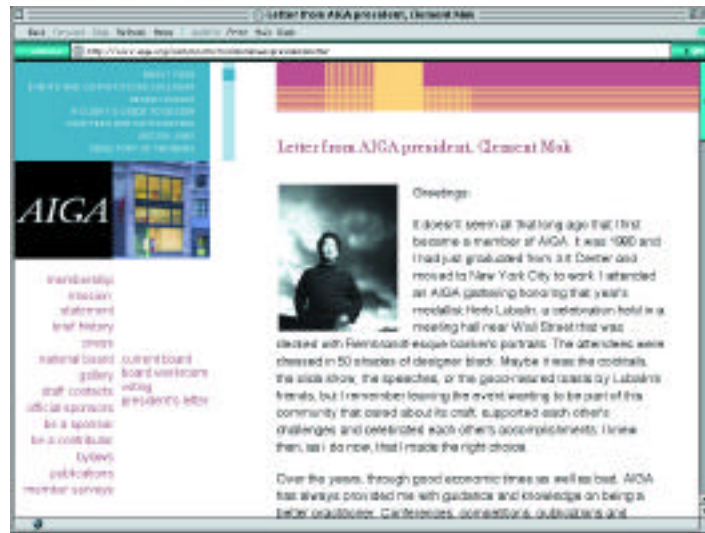 Letter from AIGA president, Clement Mok
Back
Reload Home
Print Mail
Letter from AIGA president, Clement Mok
AIGA
Greetings:
It doesn't seem all that long ago that I first
became a member of AIGA. It was 1980 and
I had just graduated from Art Center and
moved to New York City to work. I attended
an AIGA gathering honoring that year's
medalist Herb Lubalin, a celebration held in a
meeting hall near Wall Street that was
decked with Rembrandt-esque bankers portraits. The attendees were
dressed in 50 shades of designer black. Maybe it was the cocktails,
the slide show, the speeches, or the good-natured toasts by Lubalin's
friends, but I remember leaving the event wanting to be part of this
community that cared about its craft, supported each other's
challenges and celebrated each other's accomplishments. I knew
then, as i do now, that I made the right choice.
Over the years, through good economic times as well as bad, AIGA
has always provided me with guidance and knowledge on being a
better practitioner. Conferences, competitions, publications and
membership
mission
statement
brief history
press
national board
gallery
staff contacts
official sponsors
be a sponsor
be a contributor
bylaws
publications
member surveys
current board
board workroom
voting
president's letter